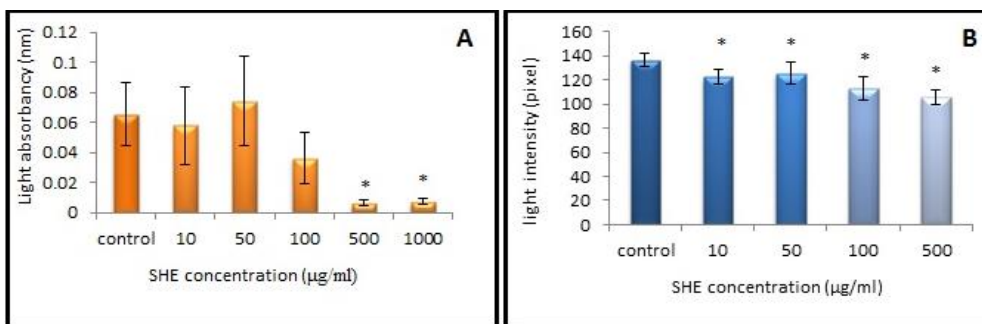 A
Light absorbancy (nm)
0.12
0.1
0.08
0.06
0.04
0.02
0
* *
control 10 50 100 500 1000
SHE concentration (µg/ml)
B
light intensity (pixel)
160
140
120
100
80
60
40
20
0
* * * *
control 10 50 100 500
SHE concentration (µg/ml)